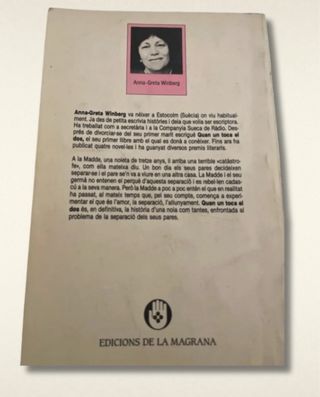 Anna-Greta Winberg
Anna-Greta Winberg va néixer a Estocolm (Suècia) on viu habitual-
ment. Ja des de petita escrivia històries i deia que volia ser escriptora.
Ha treballat com a secretària i a la Companyia Sueca de Ràdio. Des-
prés de divorciar-se del seu primer marit escrigué Quan un toca el
dos, el seu primer llibre amb el qual es donà a conèixer. Fins ara ha
publicat quatre novel·les i ha guanyat diversos premis literaris.
A la Madde, una noieta de tretze anys, li arriba una terrible «catàstro-
fe», com ella mateixa diu. Un bon dia els seus pares decideixen
separar-se i el pare se'n va a viure en una altra casa. La Madde i el seu
germà no entenen el perquè d'aquesta separació i es rebel·len cadas-
cú a la seva manera. Però la Madde a poc a poc entén el que en realitat
ha passat, al mateix temps que, pel seu compte, comença a experi-
mentar el que és l'amor, la separació, l'allunyament. Quan un toca el
dos és, en definitiva, la història d'una noia com tantes, enfrontada al
problema de la separació dels seus pares.
EDICIONS DE LA MAGRANA